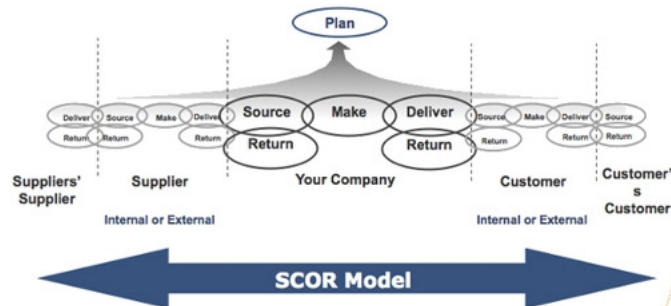 Plan
Deliver Source Make Deliver Source Make Deliver Source Make Deliver Source
Return Return Return Return Return Return Return Return
Suppliers'
Supplier
Supplier
Your Company
Customer
Customer'
s
Customer
Internal or External
Internal or External
SCOR Model